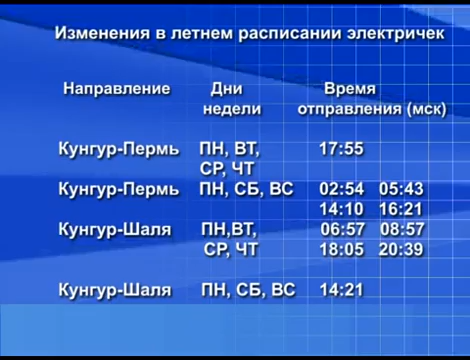 Изменения в летнем расписании электричек
Направление Дни Время
недели отправления (мск)
Кунгур-Пермь ПН, ВТ, 17:55
СР, ЧТ
Кунгур-Пермь ПН, СБ, ВС 02:54 05:43
14:10 16:21
Кунгур-Шаля ПН,ВТ, 06:57 08:57
СР, ЧТ 18:05 20:39
Кунгур-Шаля ПН, СБ, ВС 14:21